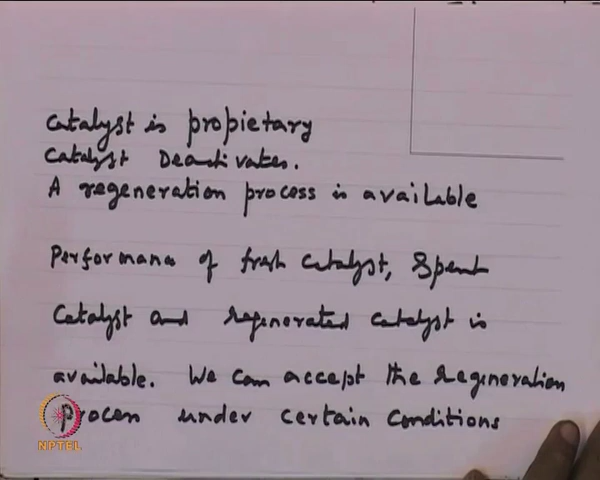 Catalyst is propietary
Catalyst Deactivates.
A regeneration process is available
Performance of fresh Catalyst, Spent
Catalyst and regenerated catalyst is
available. We can accept the regeneration
Process under certain conditions
NPTEL